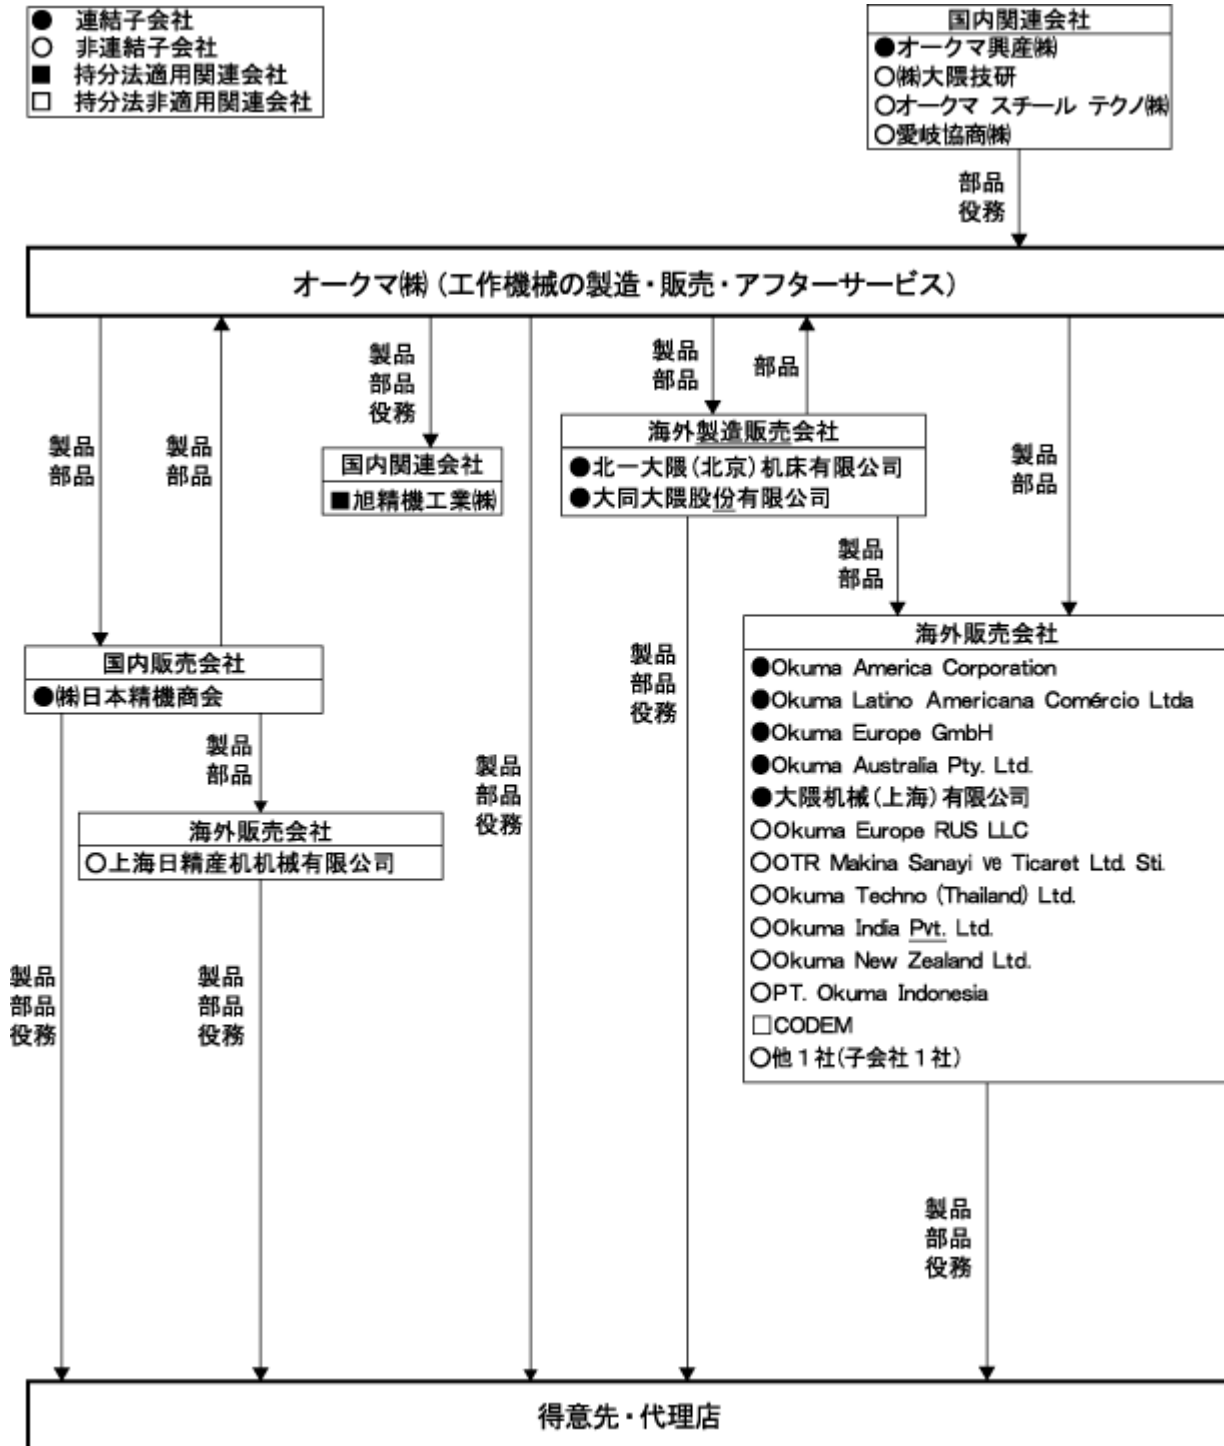 ● 連結子会社
○ 非連結子会社
■ 持分法適用関連会社
□ 持分法非適用関連会社
国内関連会社
●オークマ興産㈱
○㈱大隈技研
○オークマ スチール テクノ㈱
○愛岐協商㈱
部品
役務
オークマ㈱（工作機械の製造・販売・アフターサービス）
製品
部品
製品
部品
製品
部品
役務
製品
部品
部品
製品
部品
国内関連会社
■旭精機工業㈱
海外製造販売会社
●北一大隈（北京）机床有限公司
●大同大隈股份有限公司
製品
部品
国内販売会社
●㈱日本精機商会
製品
部品
海外販売会社
○上海日精産机机械有限公司
製品
部品
役務
製品
部品
役務
海外販売会社
●Okuma America Corporation
●Okuma Latino Americana Comércio Ltda
●Okuma Europe GmbH
●Okuma Australia Pty. Ltd.
●大隈机械（上海）有限公司
○Okuma Europe RUS LLC
○OTR Makina Sanayi ve Ticaret Ltd. Sti.
○Okuma Techno (Thailand) Ltd.
○Okuma India Pvt. Ltd.
○Okuma New Zealand Ltd.
○PT. Okuma Indonesia
□CODEM
○他１社（子会社１社）
製品
部品
役務
製品
部品
役務
製品
部品
役務
得意先・代理店